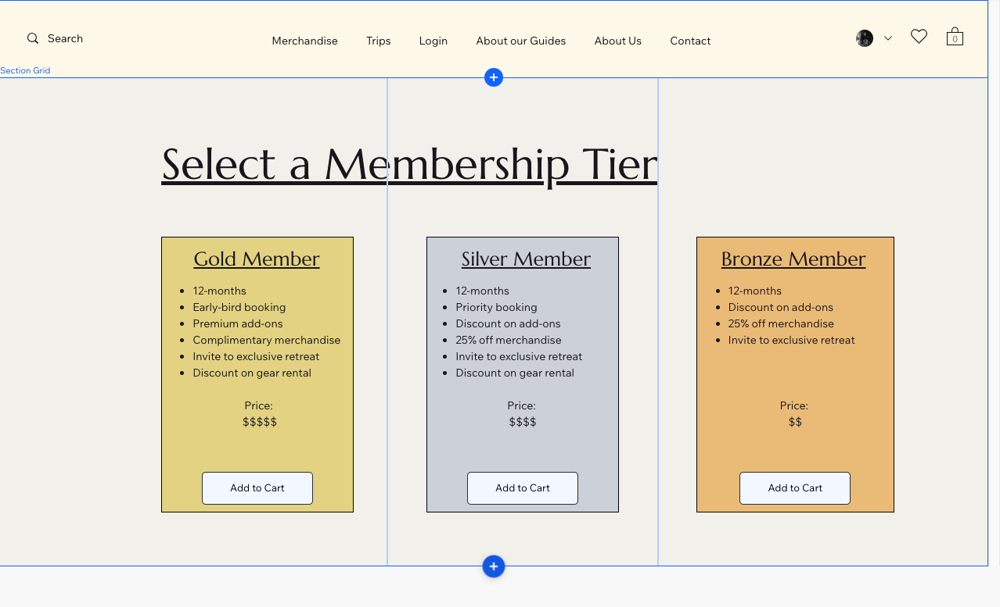 Search
Merchandise Trips Login About our Guides About Us Contact
0
Section Grid
Select a Membership Tier
Gold Member
12-months
Early-bird booking
Premium add-ons
Complimentary merchandise
Invite to exclusive retreat
Discount on gear rental
Price:
$$$$$
Add to Cart
Silver Member
12-months
Priority booking
Discount on add-ons
25% off merchandise
Invite to exclusive retreat
Discount on gear rental
Price:
$$$$
Add to Cart
Bronze Member
12-months
Discount on add-ons
25% off merchandise
Invite to exclusive retreat
Price:
$$
Add to Cart